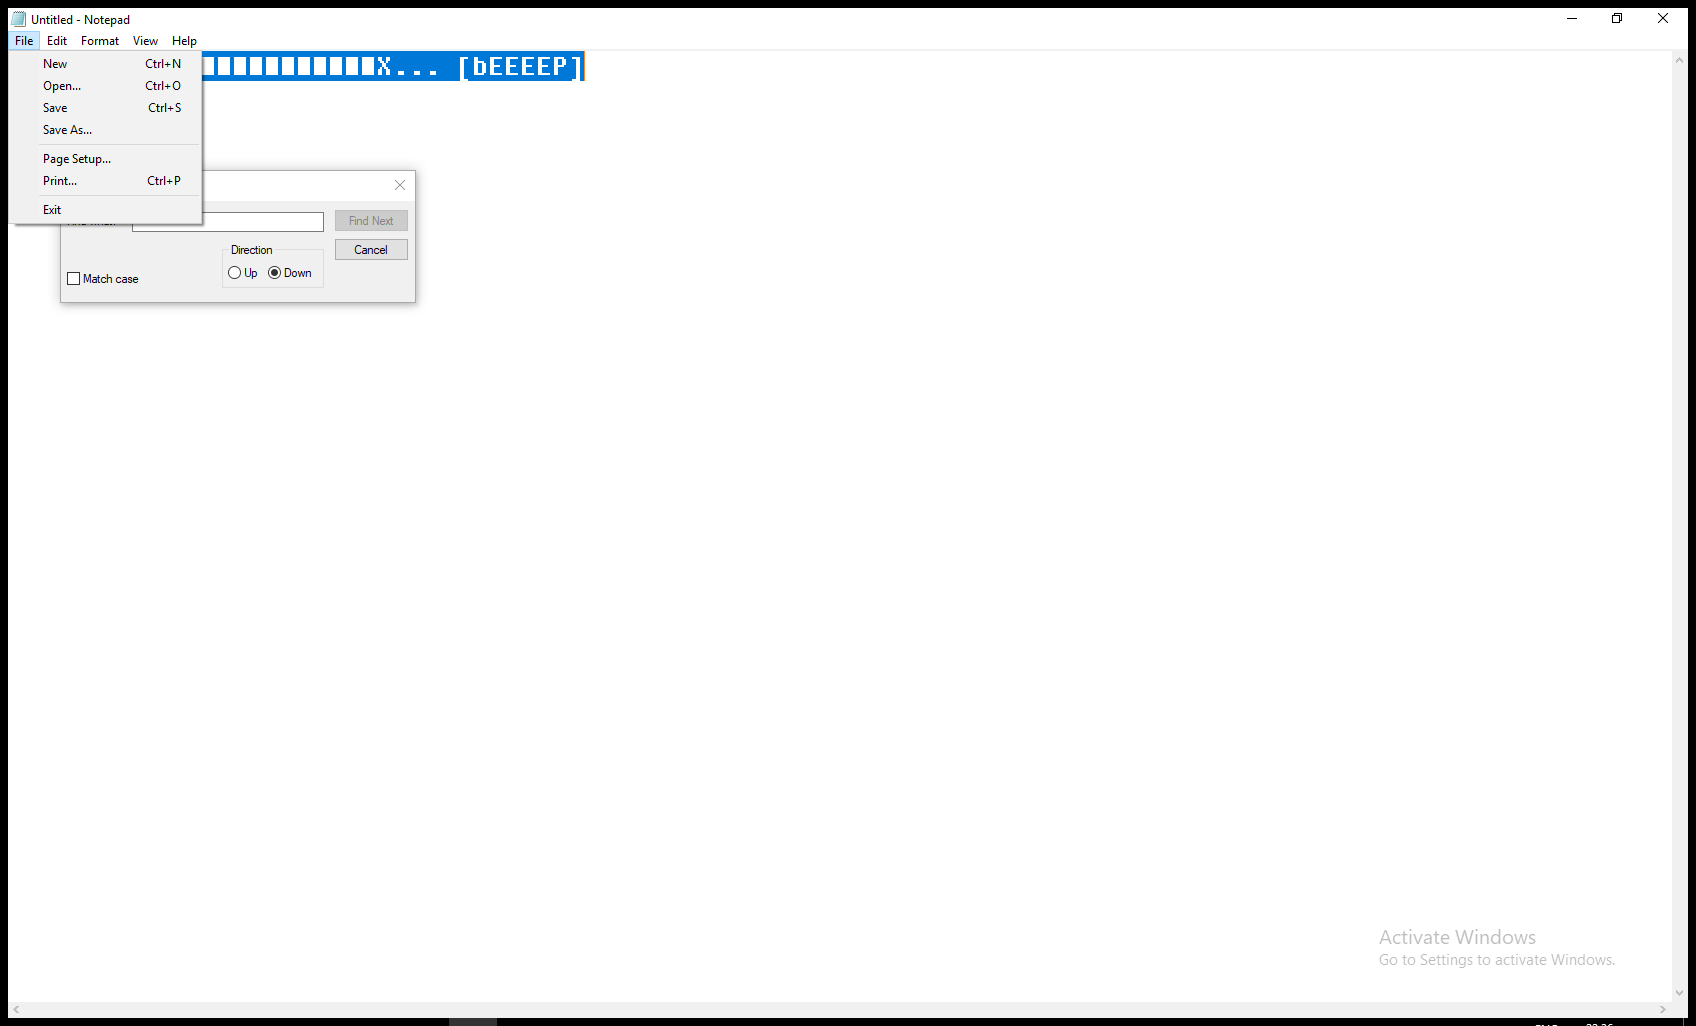 Untitled - Notepad
File Edit Format View Help
New Ctrl+N
Open... Ctrl+O
Save Ctrl+S
Save As...
Page Setup...
Print... Ctrl+P
Exit
X... [bEEEEP]
Find Next
Direction
Cancel
Up Down
Match case
Activate Windows
Go to Settings to activate Windows.